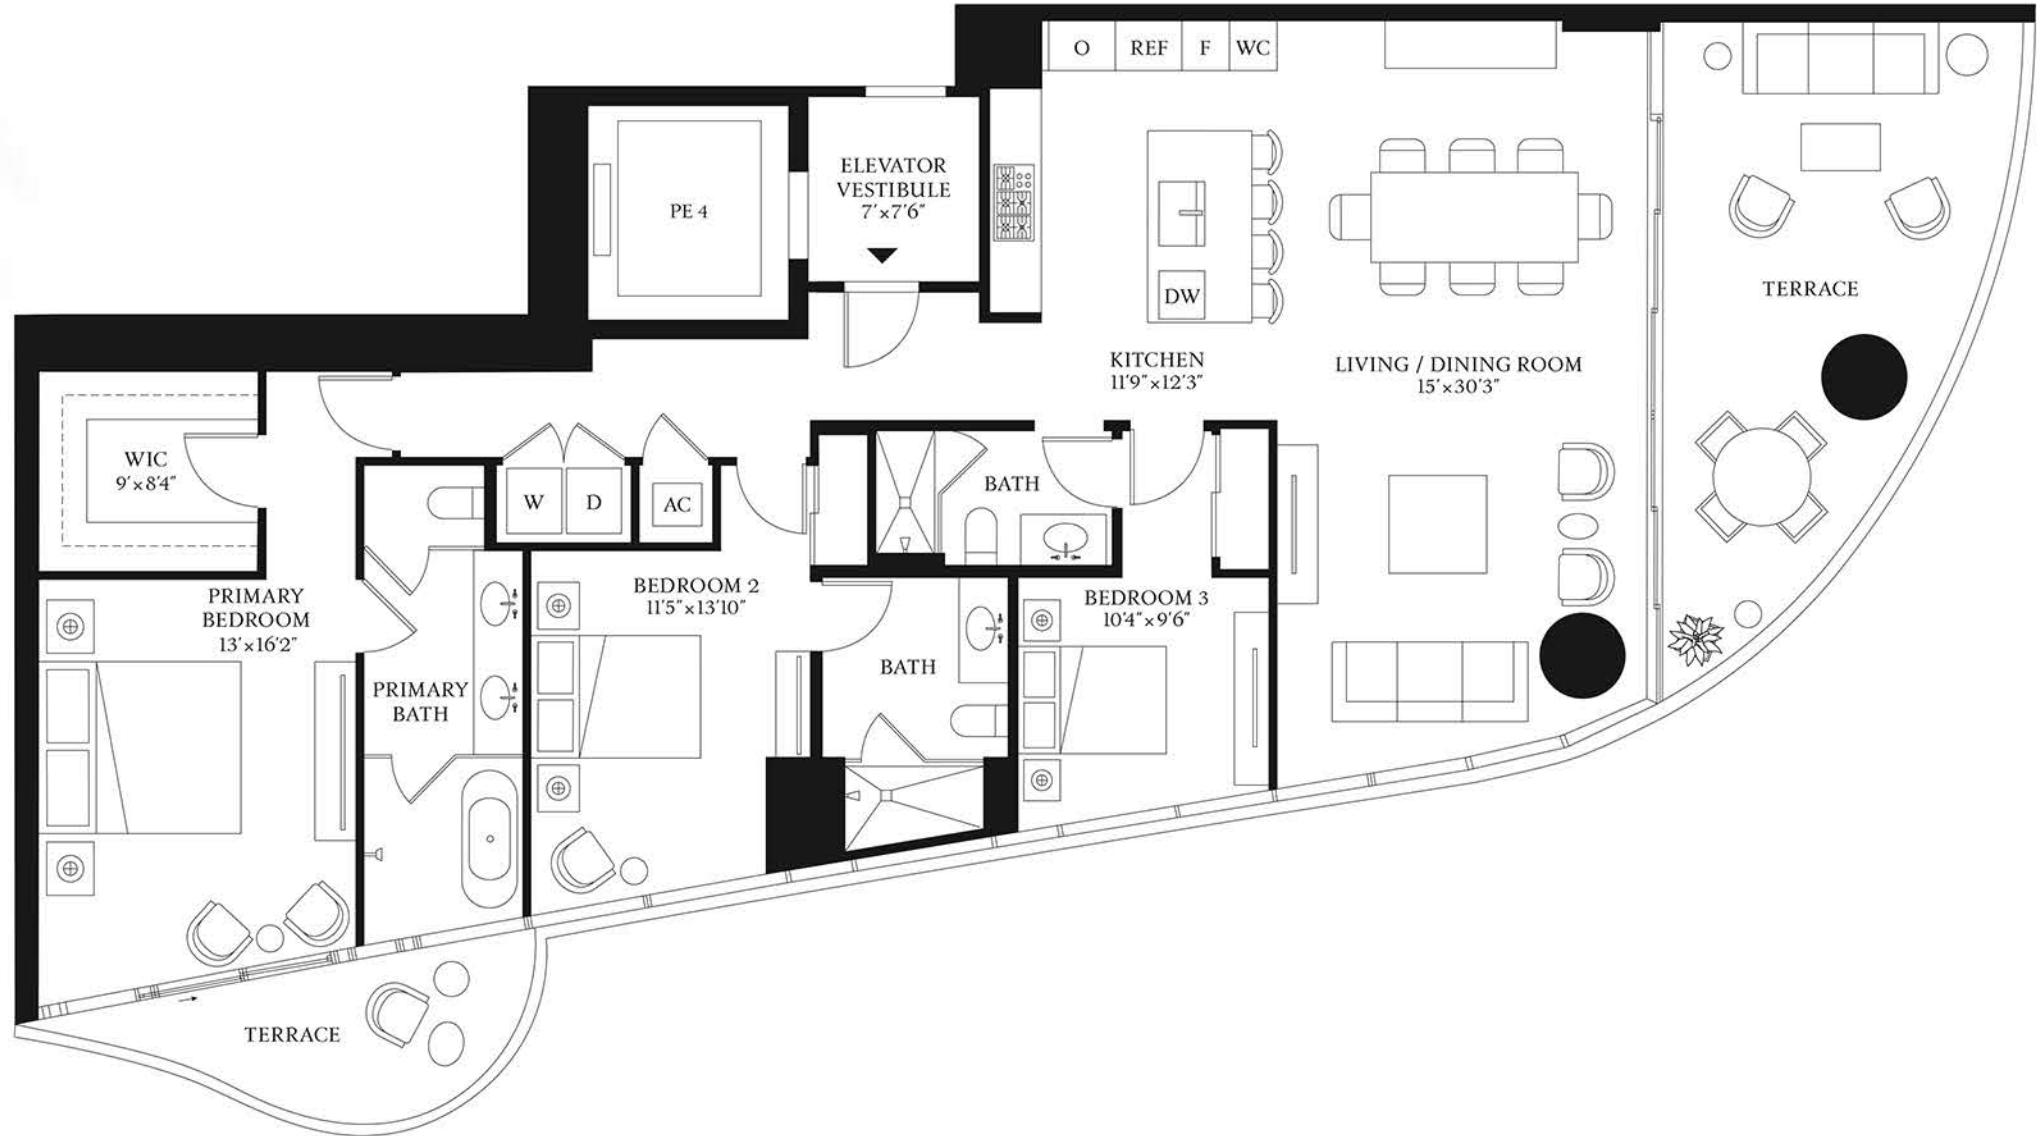 O
REF
F
WC
ELEVATOR
VESTIBULE
7'×7'6"
PE 4
DW
TERRACE
KITCHEN
11'9"×12'3"
LIVING / DINING ROOM
15'×30'3"
WIC
9'×8'4"
W
D
AC
BATH
PRIMARY
BEDROOM
13'×16'2"
BEDROOM 2
11'5"×13'10"
BEDROOM 3
10'4"×9'6"
PRIMARY
BATH
BATH
TERRACE